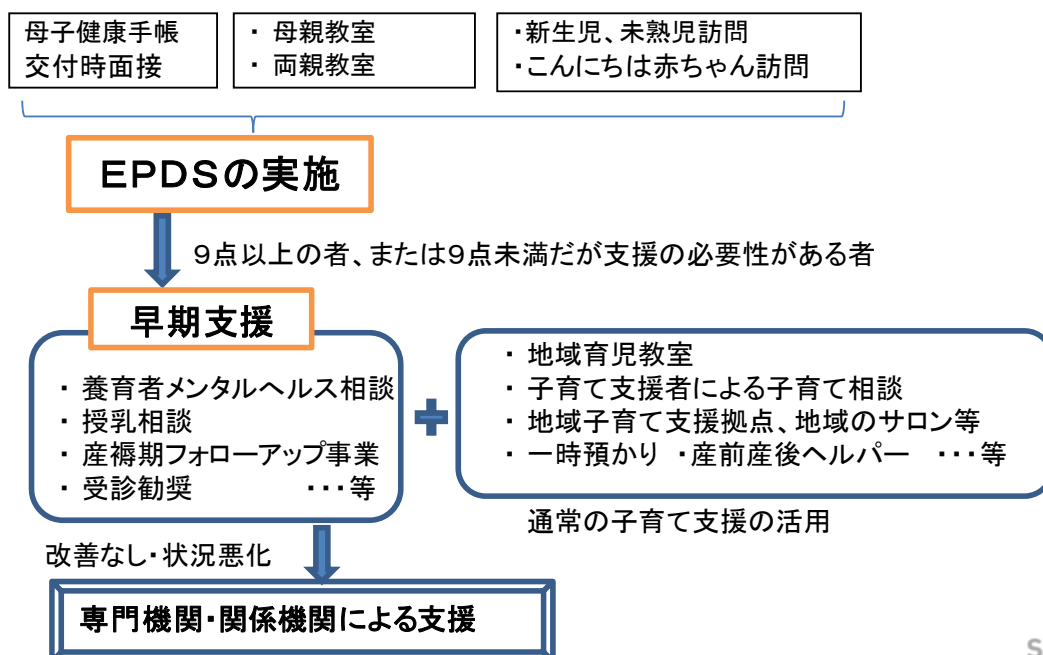 母子健康手帳
交付時面接
・ 母親教室
・ 両親教室
・新生児、未熟児訪問
・こんにちは赤ちゃん訪問
EPDSの実施
9点以上の者、または9点未満だが支援の必要性がある者
早期支援
・ 養育者メンタルヘルス相談
・ 授乳相談
・ 産褥期フォローアップ事業
・ 受診勧奨 ・・・等
・ 地域育児教室
・ 子育て支援者による子育て相談
・ 地域子育て支援拠点、地域のサロン等
・ 一時預かり ・産前産後ヘルパー ・・・等
通常の子育て支援の活用
改善なし・状況悪化
専門機関・関係機関による支援
S